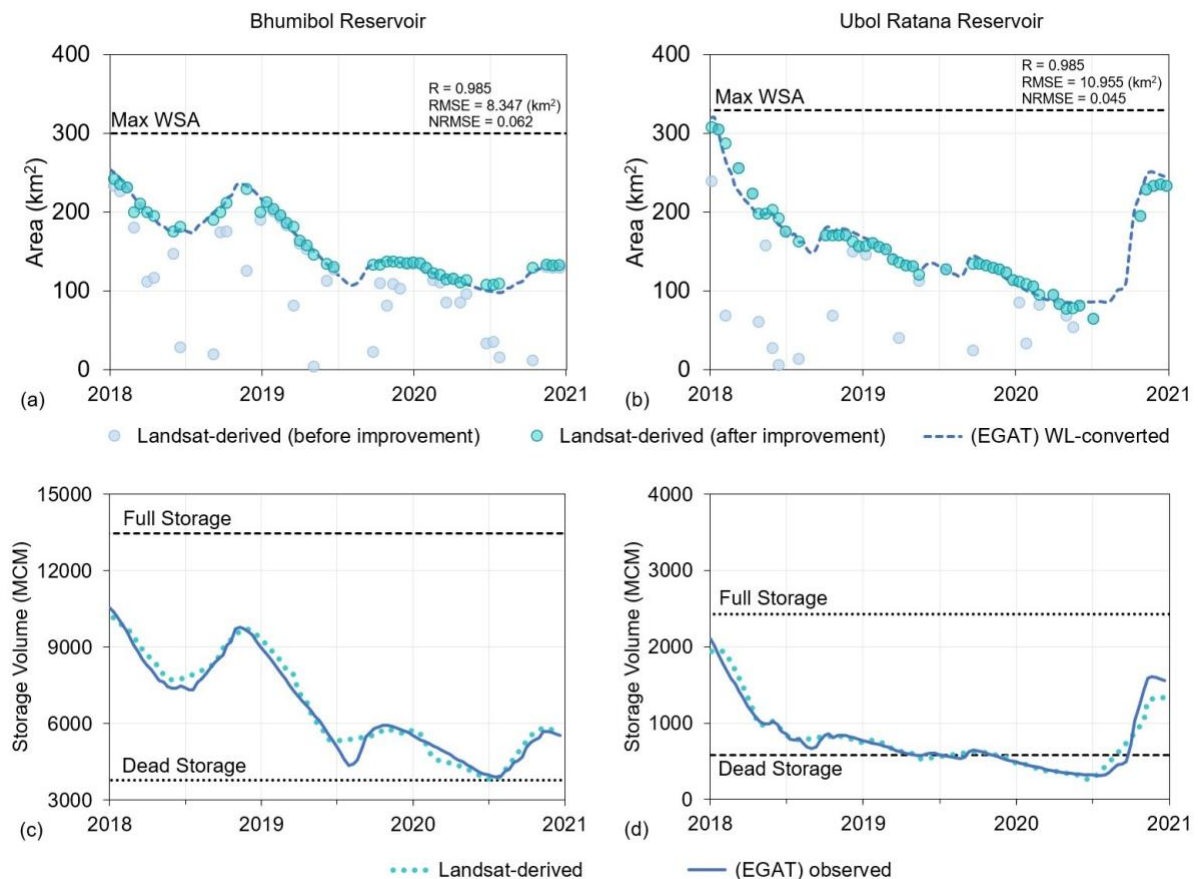 Bhumibol Reservoir
Ubol Ratana Reservoir
400
300
200
100
0
Area (km²)
Max WSA
R = 0.985
RMSE = 8.347 (km²)
NRMSE = 0.062
2018
2019
2020
2021
(a)
400
300
200
100
0
Area (km²)
Max WSA
R = 0.985
RMSE = 10.955 (km²)
NRMSE = 0.045
2018
2019
2020
2021
(b)
Landsat-derived (before improvement)
Landsat-derived (after improvement)
(EGAT) WL-converted
15000
12000
9000
6000
3000
Storage Volume (MCM)
Full Storage
Dead Storage
2018
2019
2020
2021
(c)
4000
3000
2000
1000
0
Storage Volume (MCM)
Full Storage
Dead Storage
2018
2019
2020
2021
(d)
Landsat-derived
(EGAT) observed